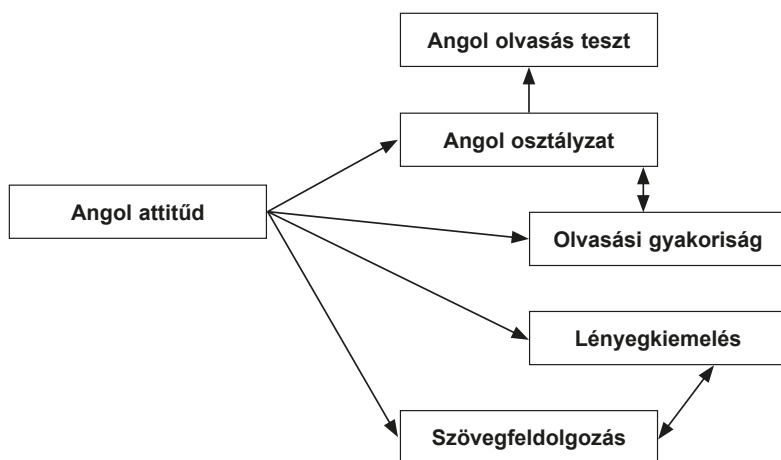 Angol olvasás teszt
Angol osztályzat
Angol attitűd
Olvasási gyakoriság
Lényegkiemelés
Szövegfeldolgozás